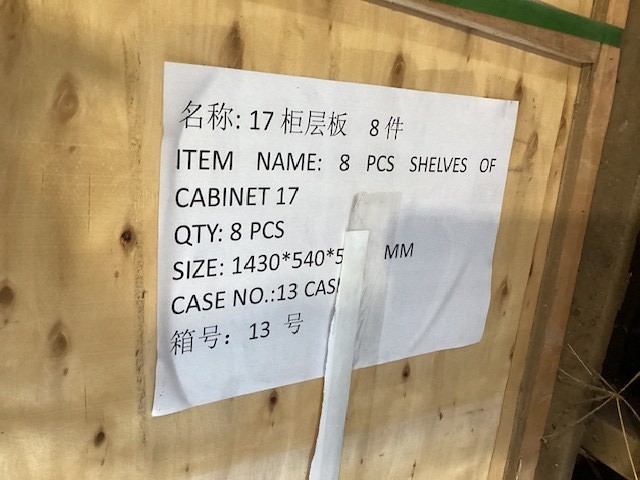 名称: 17 柜层板 8 件
ITEM NAME: 8 PCS SHELVES OF
CABINET 17
QTY: 8 PCS
SIZE: 1430*540*5 MM
CASE NO.:13
箱号: 13 号